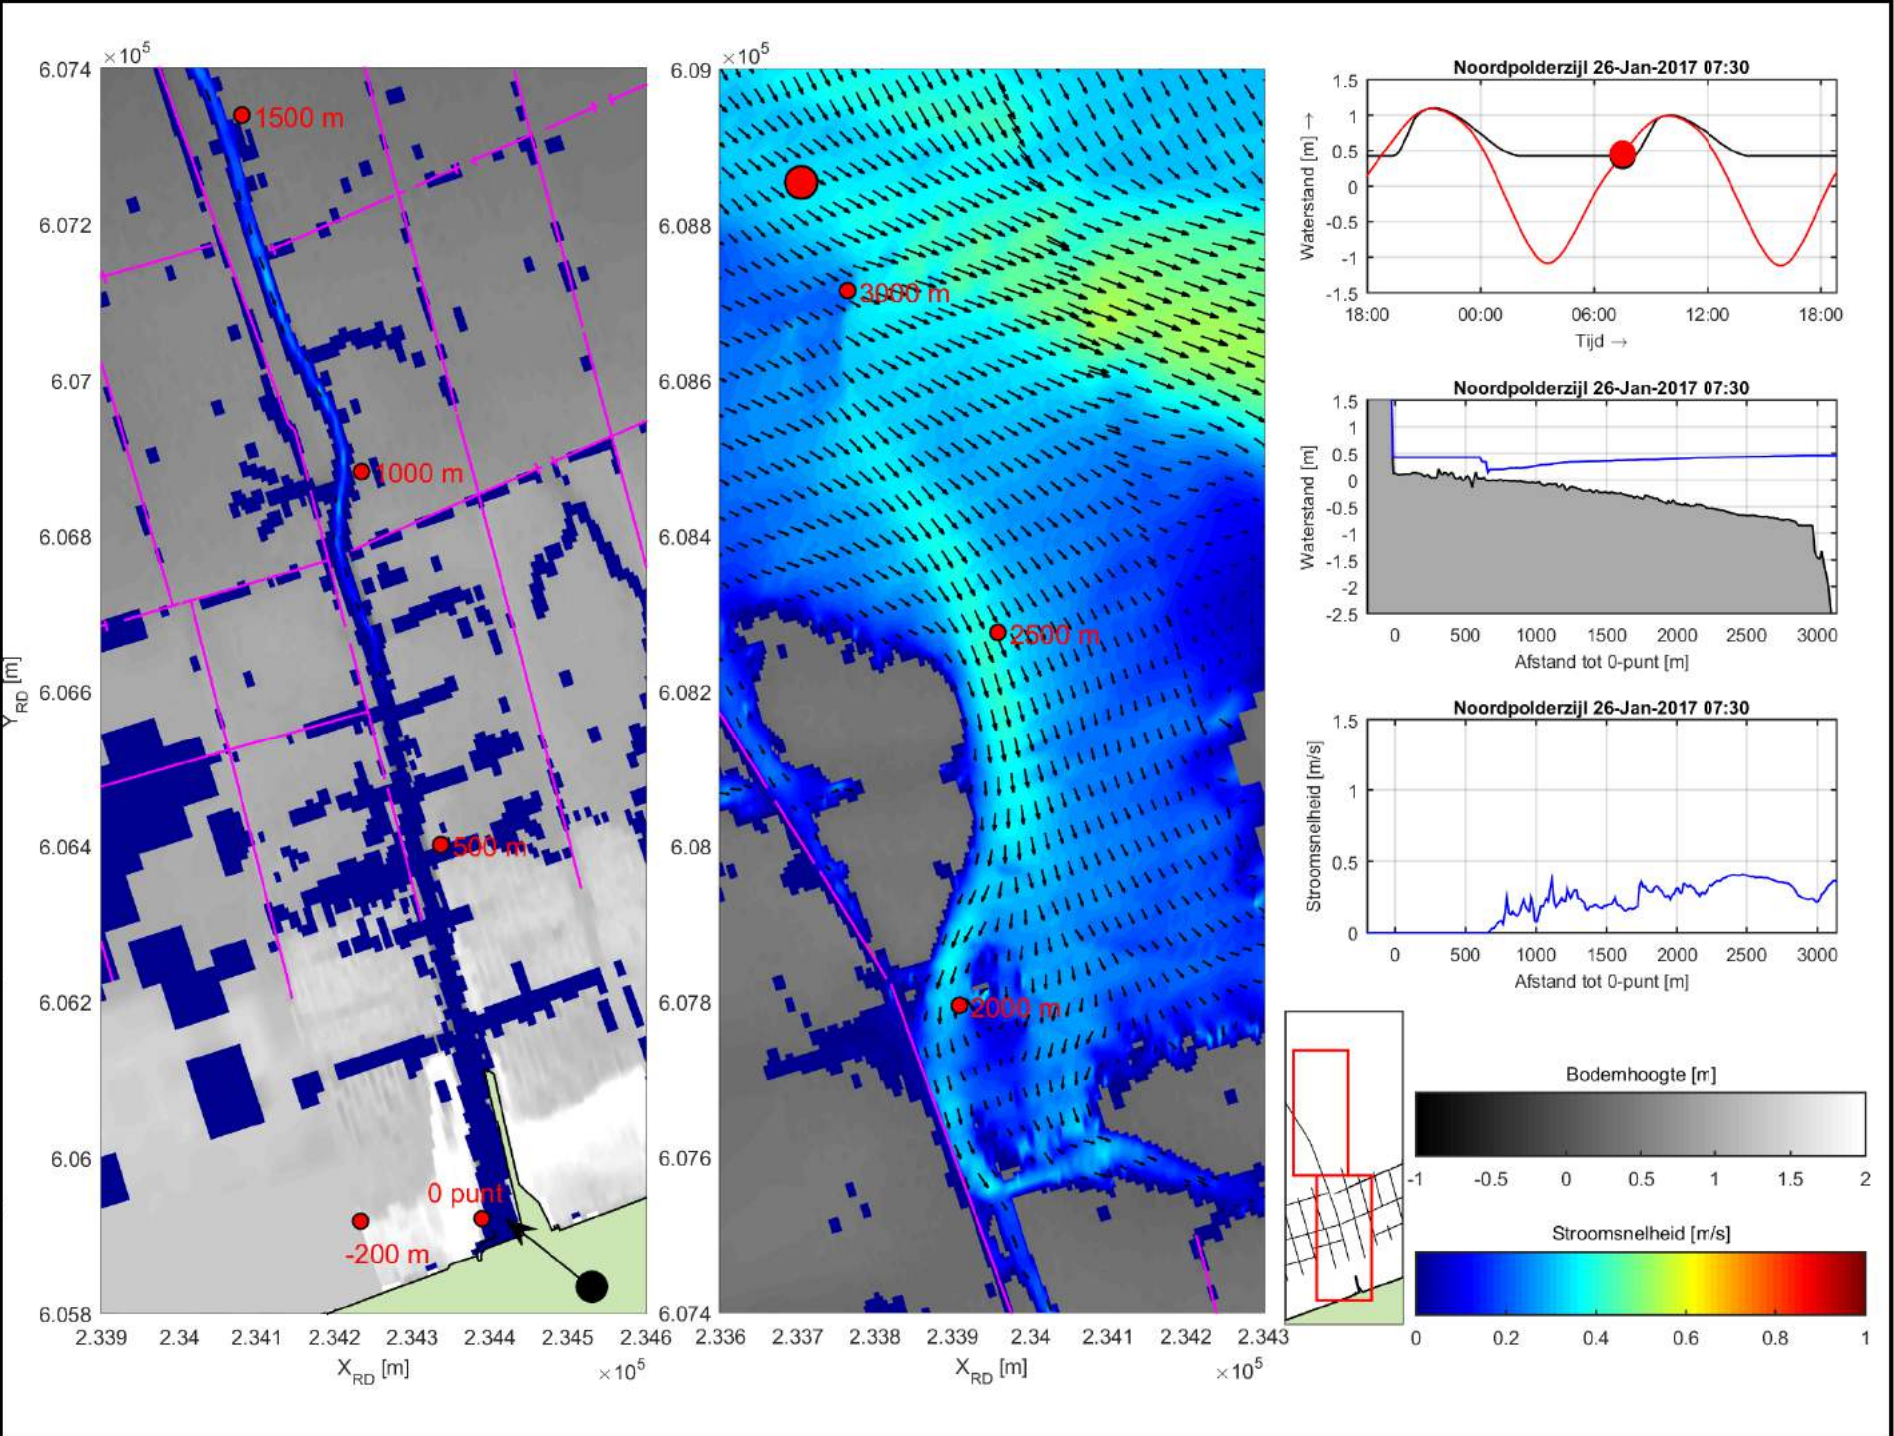 ×10⁵
6.074
6.072
6.07
6.068
6.066
6.064
6.062
6.06
6.058
Y_RD [m]
1500 m
1000 m
500 m
0 punt
-200 m
2.339 2.34 2.341 2.342 2.343 2.344 2.345 2.346
X_RD [m]
×10⁵
×10⁵
6.09
6.088
6.086
6.084
6.082
6.08
6.078
6.076
6.074
3000 m
2500 m
2000 m
2.336 2.337 2.338 2.339 2.34 2.341 2.342 2.343
X_RD [m]
×10⁵
Noordpolderzijl 26-Jan-2017 07:30
Waterstand [m] →
1.5
1
0.5
0
-0.5
-1
-1.5
18:00 00:00 06:00 12:00 18:00
Tijd →
Noordpolderzijl 26-Jan-2017 07:30
Waterstand [m]
1.5
1
0.5
0
-0.5
-1
-1.5
-2
-2.5
0 500 1000 1500 2000 2500 3000
Afstand tot 0-punt [m]
Noordpolderzijl 26-Jan-2017 07:30
Stroomsnelheid [m/s]
1.5
1
0.5
0
0 500 1000 1500 2000 2500 3000
Afstand tot 0-punt [m]
Bodemhoogte [m]
-1 -0.5 0 0.5 1 1.5 2
Stroomsnelheid [m/s]
0 0.2 0.4 0.6 0.8 1